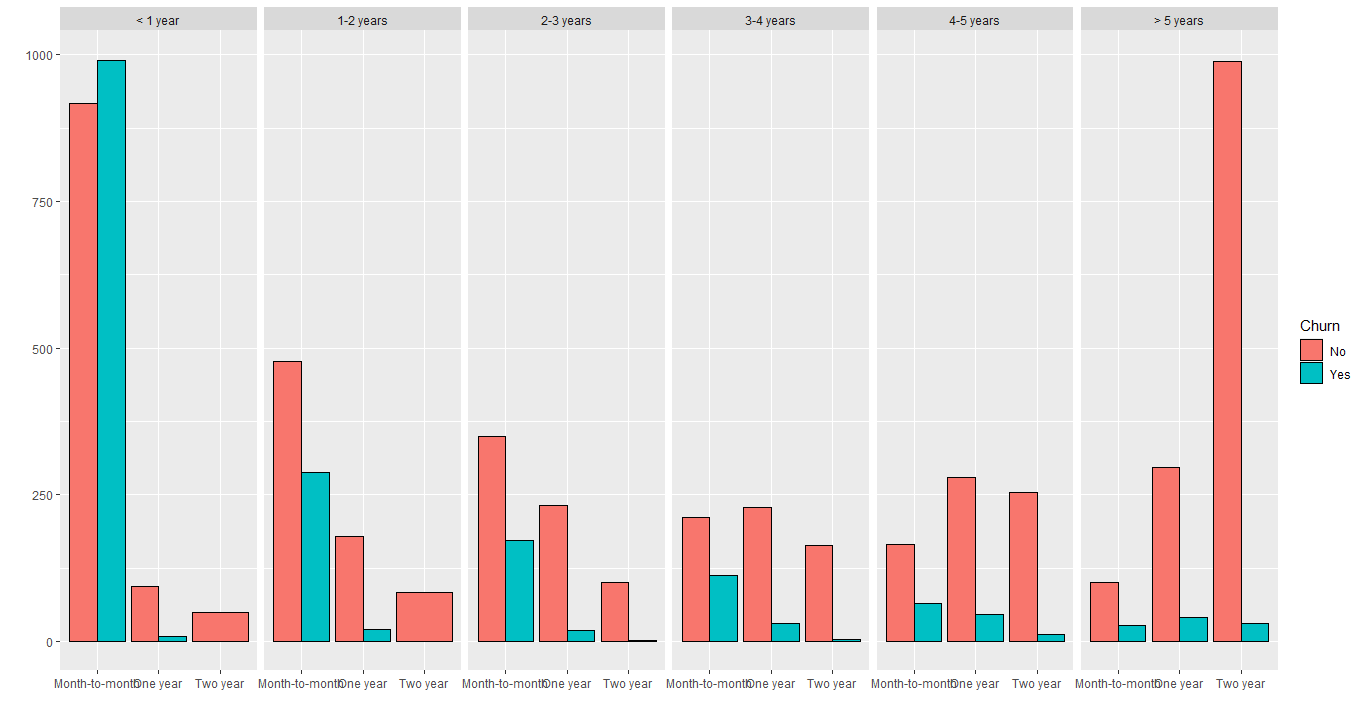 < 1 year
1-2 years
2-3 years
3-4 years
4-5 years
> 5 years
1000
750
500
250
0
Month-to-month One year Two year
Month-to-month One year Two year
Month-to-month One year Two year
Month-to-month One year Two year
Month-to-month One year Two year
Month-to-month One year Two year
Churn
No
Yes